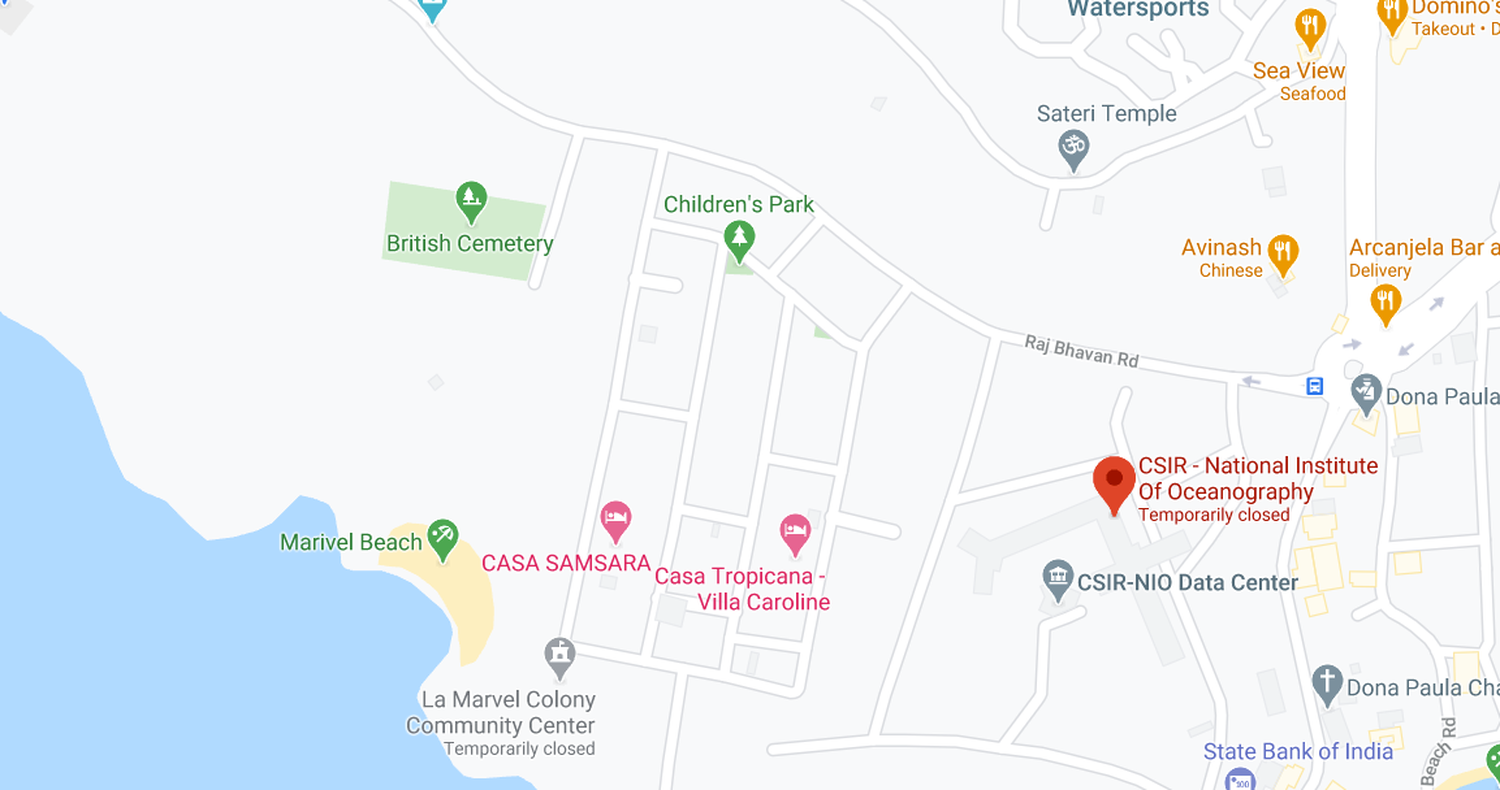 Watersports
Domino's
Takeout •
Sea View
Seafood
Sateri Temple
Children's Park
British Cemetery
Avinash
Chinese
Arcanjela Bar
Delivery
Raj Bhavan Rd
Dona Paula
CSIR - National Institute
Of Oceanography
Temporarily closed
Marivel Beach
CASA SAMSARA
Casa Tropicana -
Villa Caroline
CSIR-NIO Data Center
La Marvel Colony
Community Center
Temporarily closed
Dona Paula
State Bank of India
Beach Rd